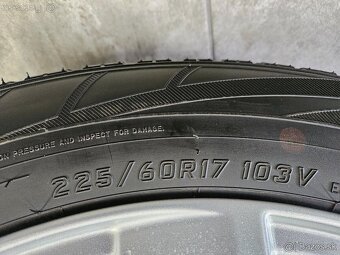 ON PRESSURE AND INSPECT FOR DAMAGE.
225/60R17 103V E